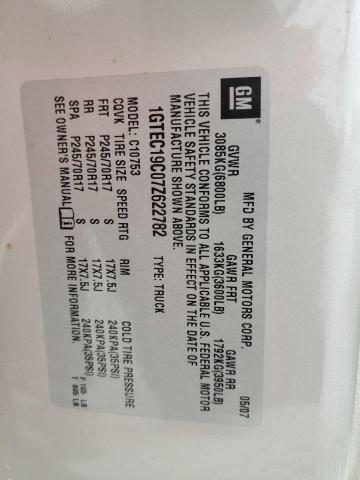 GM
MFD BY GENERAL MOTORS CORP. 05/07
GVWR GAWR FRT GAWR RR
3085KG(6800LB) 1633KG(3600LB) 1792KG(3950LB)
THIS VEHICLE CONFORMS TO ALL APPLICABLE U.S. FEDERAL MOTOR
VEHICLE SAFETY STANDARDS IN EFFECT ON THE DATE OF
MANUFACTURE SHOWN ABOVE.
1GTEC19C07Z622782 TYPE: TRUCK
MODEL: C10753
CQVK TIRE SIZE SPEED RTG RIM COLD TIRE PRESSURE
FRT P245/70R17 S 17X7.5J 240KPA(35PSI)
RR P245/70R17 S 17X7.5J 240KPA(35PSI)
SPA P245/70R17 S 17X7.5J 240KPA(35PSI)
SEE OWNER'S MANUAL i FOR MORE INFORMATION.